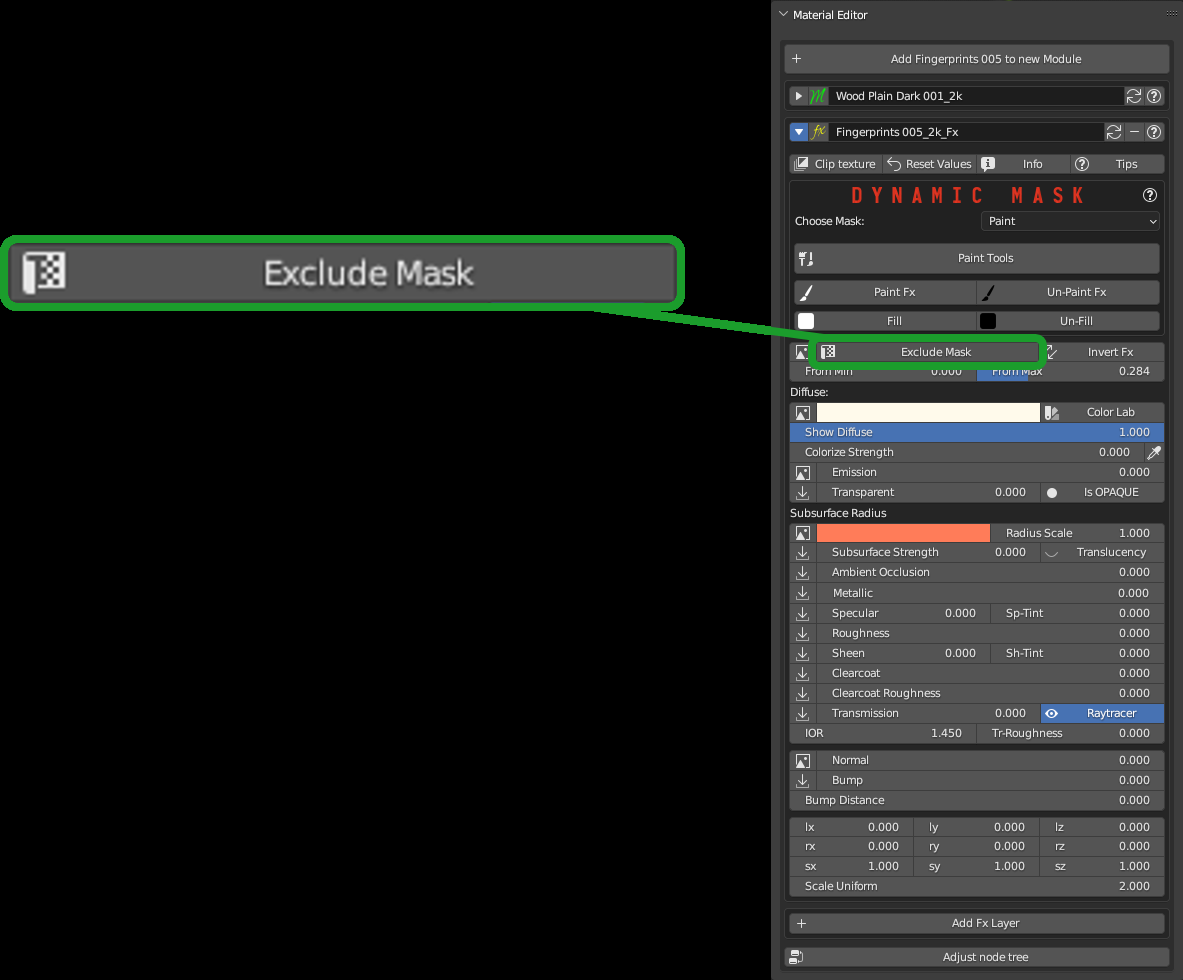 Material Editor
Add Fingerprints 005 to new Module
Wood Plain Dark 001_2k
Fingerprints 005_2k_Fx
Clip texture Reset Values Info Tips
DYNAMIC MASK
Choose Mask: Paint
Paint Tools
Paint Fx Un-Paint Fx
Fill Un-Fill
Exclude Mask
Exclude Mask Invert Fx
From Min 0.000 From Max 0.284
Diffuse:
Color Lab
Show Diffuse 1.000
Colorize Strength 0.000
Emission 0.000
Transparent 0.000 Is OPAQUE
Subsurface Radius
Radius Scale 1.000
Subsurface Strength 0.000 Translucency
Ambient Occlusion 0.000
Metallic 0.000
Specular 0.000 Sp-Tint 0.000
Roughness 0.000
Sheen 0.000 Sh-Tint 0.000
Clearcoat 0.000
Clearcoat Roughness 0.000
Transmission 0.000 Raytracer
IOR 1.450 Tr-Roughness 0.000
Normal 0.000
Bump 0.000
Bump Distance 0.000
lx 0.000 ly 0.000 lz 0.000
rx 0.000 ry 0.000 rz 0.000
sx 1.000 sy 1.000 sz 1.000
Scale Uniform 2.000
Add Fx Layer
Adjust node tree